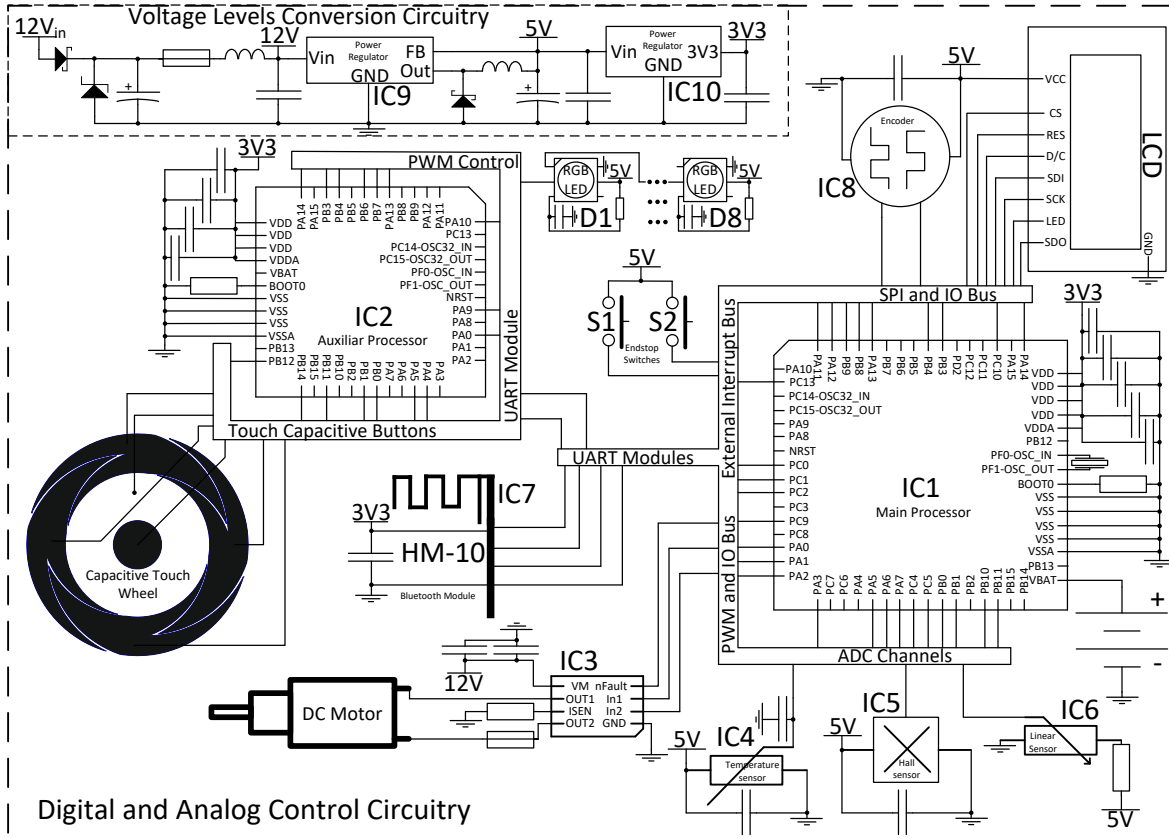 Voltage Levels Conversion Circuitry
12Vin
12V
Vin
Power Regulator
FB
Out
GND
IC9
5V
Vin
Power Regulator
3V3
GND
IC10
3V3
5V
Encoder
IC8
VCC
CS
RES
D/C
SDI
SCK
LED
SDO
GND
LCD
3V3
PWM Control
RGB
LED
5V
D1
RGB
LED
5V
D8
PA14
PA15
PB3
PB4
PB5
PB6
PB7
PA13
PB8
PB9
PA12
PA11
VDD
VDD
VDD
VDDA
VBAT
BOOT0
VSS
VSS
VSS
VSSA
PB13
PB12
PA10
PC13
PC14-OSC32_IN
PC15-OSC32_OUT
PF0-OSC_IN
PF1-OSC_OUT
NRST
PA9
PA8
PA0
PA1
PA2
IC2
Auxiliar Processor
PB14
PB15
PB11
PB10
PB2
PB1
PB0
PA7
PA6
PA5
PA4
PA3
UART Module
Touch Capacitive Buttons
Capacitive Touch
Wheel
5V
S1
S2
Endstop
Switches
SPI and IO Bus
External Interrupt Bus
UART Modules
PWM and IO Bus
ADC Channels
3V3
PA11
PA12
PB9
PB8
PA13
PB7
PB6
PB5
PB4
PB3
PD2
PC12
PC11
PC10
PA15
PA14
PA10
PC13
PC14-OSC32_IN
PC15-OSC32_OUT
PA9
PA8
NRST
PC0
PC1
PC2
PC3
PC9
PC8
PA0
PA1
PA2
VDD
VDD
VDD
VDD
VDDA
PB12
PF0-OSC_IN
PF1-OSC_OUT
BOOT0
VSS
VSS
VSS
VSS
VSSA
PB13
VBAT
IC1
Main Processor
PA3
PC7
PC6
PA4
PA5
PA6
PA7
PC4
PC5
PB0
PB1
PB2
PB10
PB11
PB15
PB14
+
-
IC7
3V3
HM-10
Bluetooth Module
12V
IC3
VM
OUT1
ISEN
OUT2
nFault
In1
In2
GND
DC Motor
5V
IC4
Temperature
sensor
5V
IC5
Hall
sensor
IC6
Linear
Sensor
5V
Digital and Analog Control Circuitry